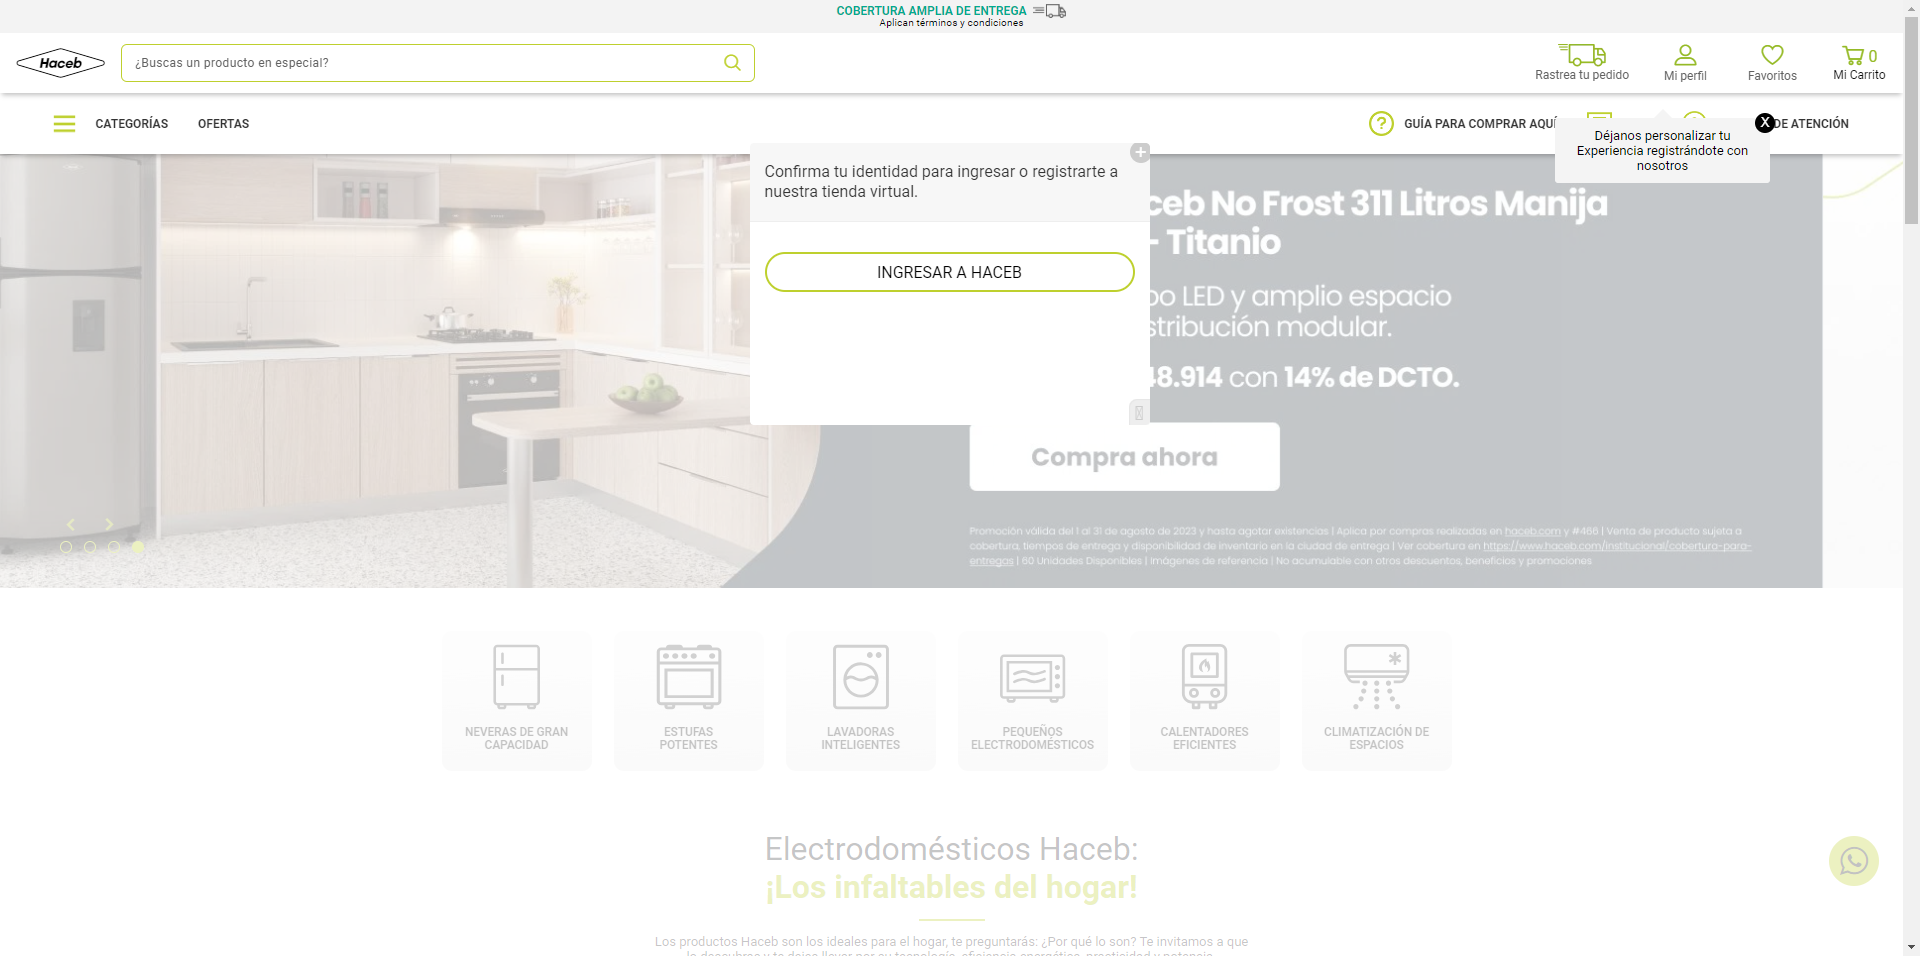 COBERTURA AMPLIA DE ENTREGA
Aplican términos y condiciones
Haceb
¿Buscas un producto en especial?
Rastrea tu pedido
Mi perfil
Favoritos
0
Mi Carrito
CATEGORÍAS
OFERTAS
GUÍA PARA COMPRAR AQUÍ
DE ATENCIÓN
X
Déjanos personalizar tu
Experiencia registrándote con
nosotros
Confirma tu identidad para ingresar o registrarte a
nuestra tienda virtual.
INGRESAR A HACEB
ceb No Frost 311 Litros Manija
- Titanio
LED y amplio espacio
stribución modular.
48.914 con 14% de DCTO.
Compra ahora
Promoción válida del 1 al 31 de agosto de 2023 y hasta agotar existencias | Aplica por compras realizadas en haceb.com y #466 | Venta de producto sujeta a
cobertura, tiempos de entrega y disponibilidad de inventario en la ciudad de entrega | Ver cobertura en https://www.haceb.com/institucional/cobertura-para-
entregas | 60 Unidades Disponibles | Imágenes de referencia | No acumulable con otros descuentos, beneficios y promociones
NEVERAS DE GRAN
CAPACIDAD
ESTUFAS
POTENTES
LAVADORAS
INTELIGENTES
PEQUEÑOS
ELECTRODOMÉSTICOS
CALENTADORES
EFICIENTES
CLIMATIZACIÓN DE
ESPACIOS
Electrodomésticos Haceb:
¡Los infaltables del hogar!
Los productos Haceb son los ideales para el hogar, te preguntarás: ¿Por qué lo son? Te invitamos a que